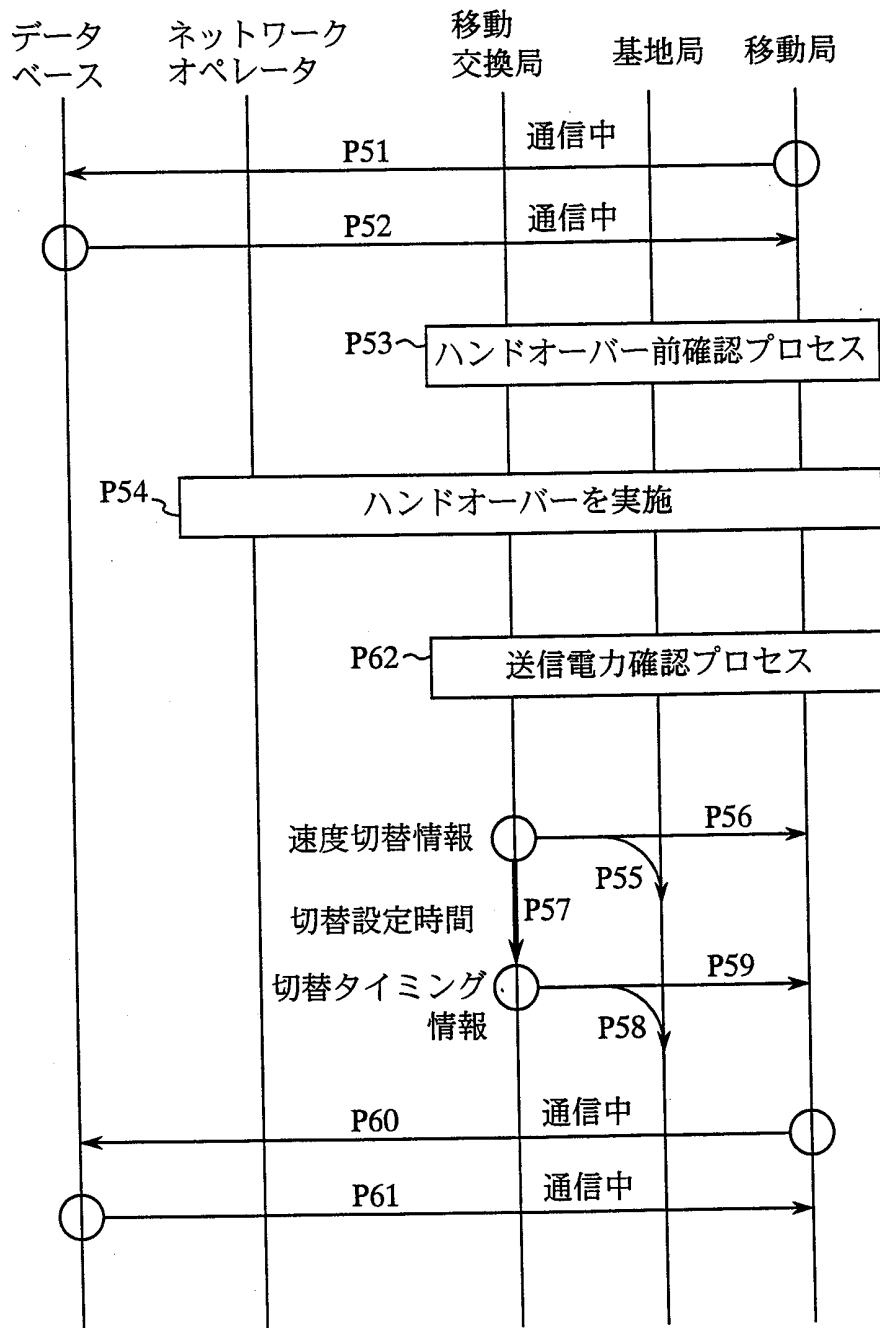 データ
ベース
ネットワーク
オペレータ
移動
交換局
基地局
移動局
P51
通信中
P52
通信中
P53
ハンドオーバー前確認プロセス
P54
ハンドオーバーを実施
P62
送信電力確認プロセス
速度切替情報
P56
P55
切替設定時間
P57
切替タイミング
情報
P59
P58
P60
通信中
P61
通信中